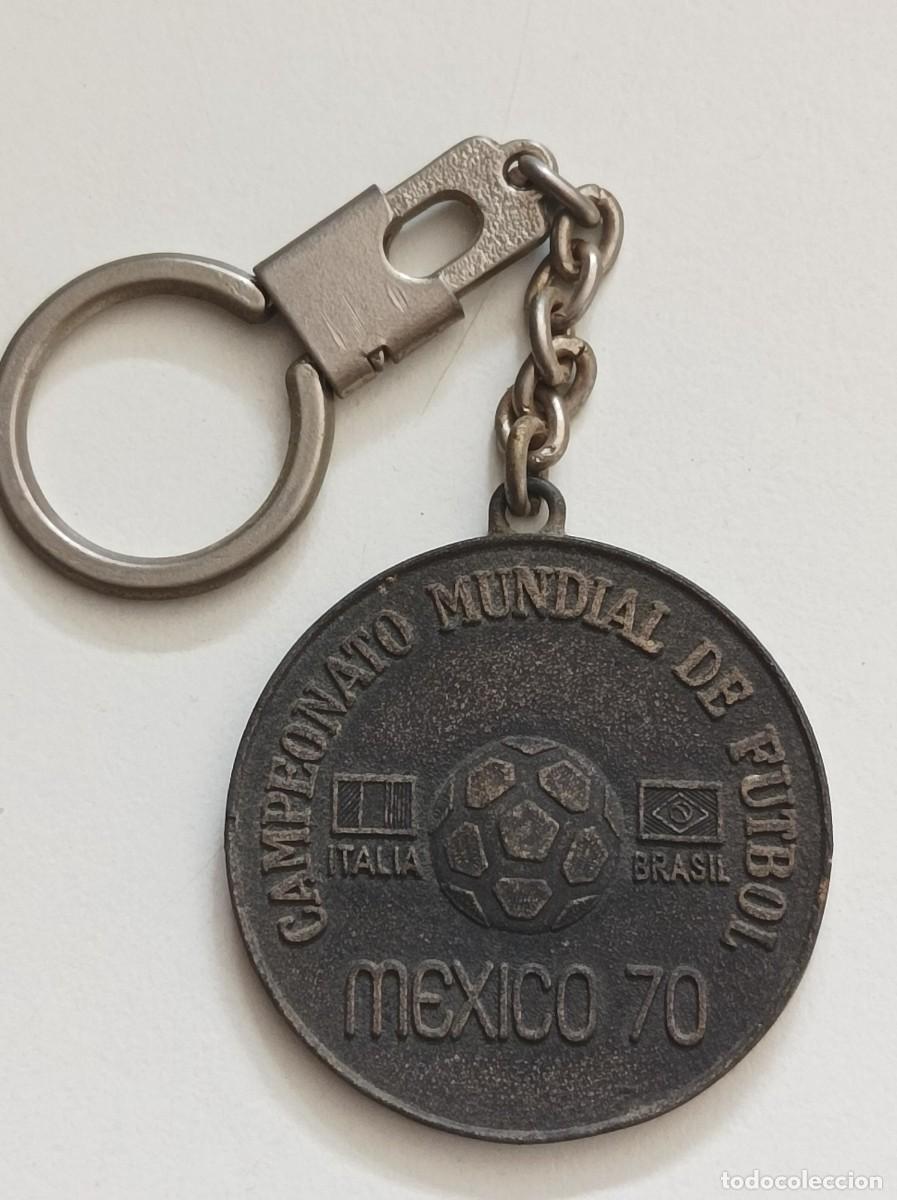 CAMPEONATO MUNDIAL DE FUTBOL
ITALIA
BRASIL
MEXICO 70
todocoleccion